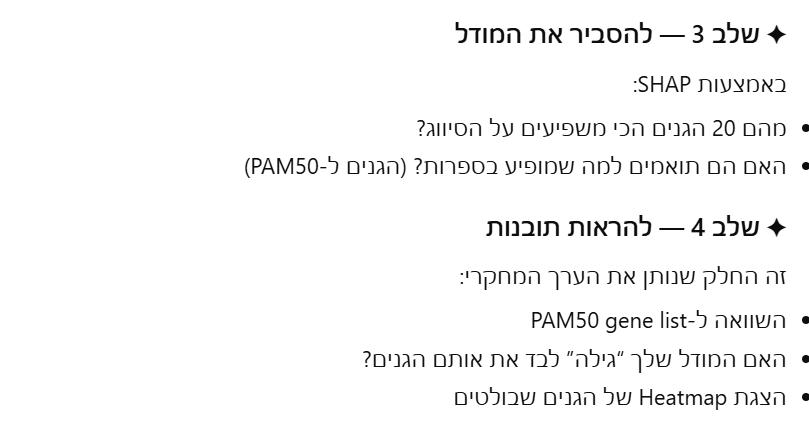 ✦ שלב 3 — להסביר את המודל
באמצעות SHAP:
• מהם 20 הגנים הכי משפיעים על הסיווג?
• האם הם תואמים למה שמופיע בספרות? (הגנים ל-PAM50)
✦ שלב 4 — להראות תובנות
זה החלק שנותן את הערך המחקרי:
• השוואה ל-PAM50 gene list
• האם המודל שלך “גילה” לבד את אותם הגנים?
• הצגת Heatmap של הגנים שבולטים